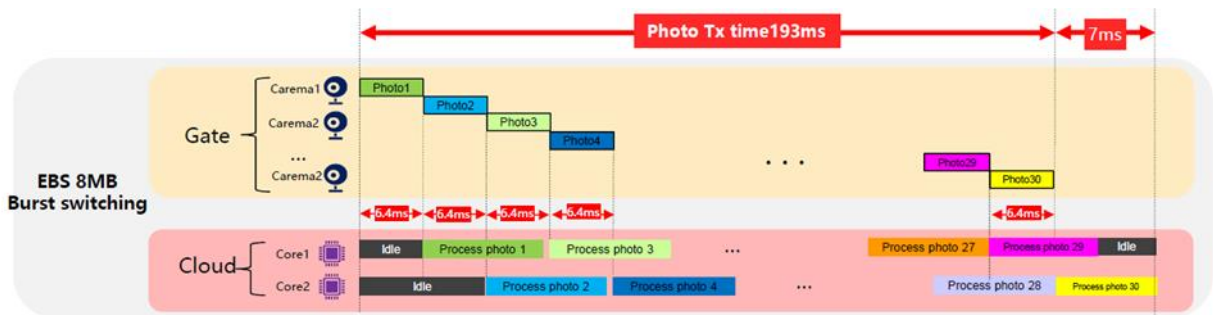 Photo Tx time193ms
7ms
EBS 8MB
Burst switching
Gate
Carema1
Carema2
...
Carema2
Photo1
Photo2
Photo3
Photo4
. . .
Photo29
Photo30
6.4ms
6.4ms
6.4ms
6.4ms
6.4ms
Cloud
Core1
Idle
Process photo 1
Process photo 3
...
Process photo 27
Process photo 29
Idle
Core2
Idle
Process photo 2
Process photo 4
...
Process photo 28
Process photo 30